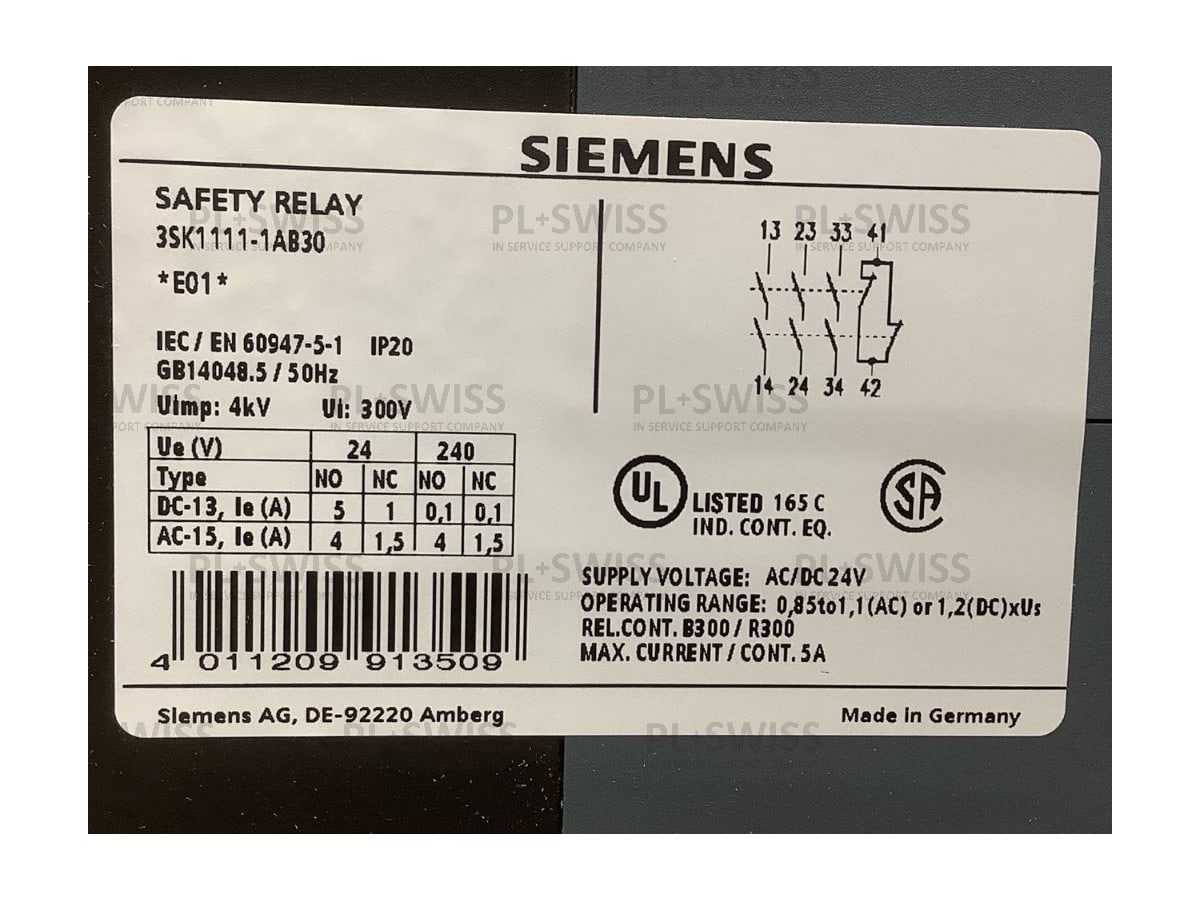 SIEMENS
SAFETY RELAY
3SK1111-1AB30
*E01*
IEC / EN 60947-5-1 IP20
GB14048.5 / 50Hz
Uimp: 4kV Ui: 300V
Ue (V) 24 240
Type NO NC NO NC
DC-13, Ie (A) 5 1 0,1 0,1
AC-15, Ie (A) 4 1,5 4 1,5
4 011209 913509
13 23 33 41
14 24 34 42
UL LISTED 165 C
IND. CONT. EQ.
SA
SUPPLY VOLTAGE: AC/DC 24V
OPERATING RANGE: 0,85to1,1(AC) or 1,2(DC)xUs
REL.CONT. B300 / R300
MAX. CURRENT / CONT. 5A
Siemens AG, DE-92220 Amberg
Made in Germany
PL+SWISS
IN SERVICE SUPPORT COMPANY